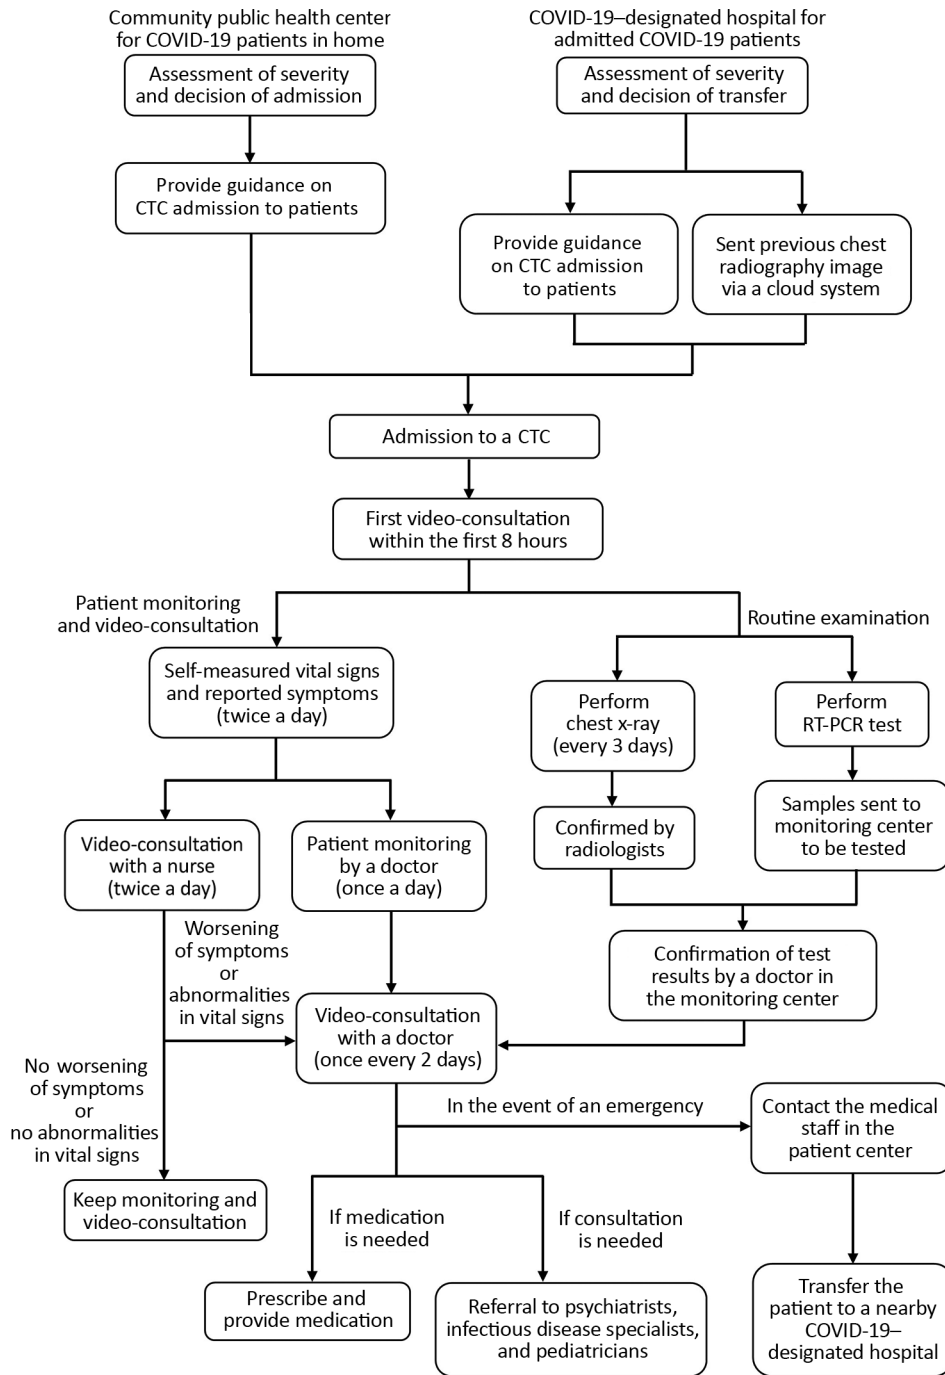 Community public health center
for COVID-19 patients in home
COVID-19–designated hospital for
admitted COVID-19 patients
Assessment of severity
and decision of admission
Assessment of severity
and decision of transfer
Provide guidance on
CTC admission to patients
Provide guidance
on CTC admission
to patients
Sent previous chest
radiography image
via a cloud system
Admission to a CTC
First video-consultation
within the first 8 hours
Patient monitoring
and video-consultation
Routine examination
Self-measured vital signs
and reported symptoms
(twice a day)
Perform
chest x-ray
(every 3 days)
Perform
RT-PCR test
Confirmed by
radiologists
Samples sent to
monitoring center
to be tested
Video-consultation
with a nurse
(twice a day)
Patient monitoring
by a doctor
(once a day)
Worsening
of symptoms
or
abnormalities
in vital signs
Confirmation of test
results by a doctor in
the monitoring center
Video-consultation
with a doctor
(once every 2 days)
No worsening
of symptoms
or
no abnormalities
in vital signs
In the event of an emergency
Contact the medical
staff in the
patient center
Keep monitoring and
video-consultation
If medication
is needed
If consultation
is needed
Prescribe and
provide medication
Referral to psychiatrists,
infectious disease specialists,
and pediatricians
Transfer the
patient to a nearby
COVID-19–
designated hospital